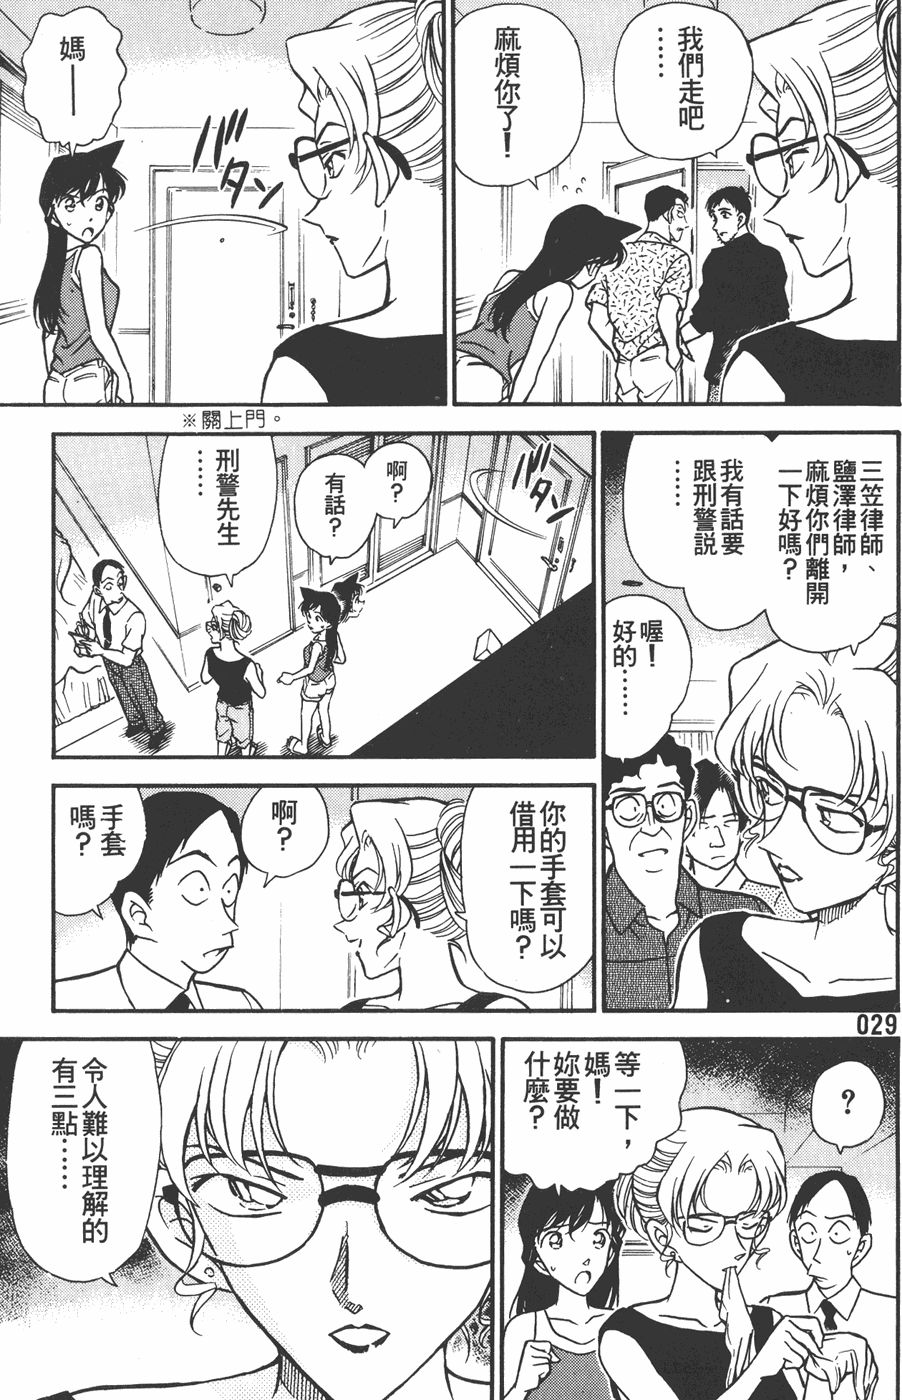 我們走吧
……
麻煩你了！
媽—
バタン
※關上門。
三笠律師、
鹽澤律師，
麻煩你們離開
一下好嗎？
我有話要
跟刑警說
……
喔！
好的……
バタン
啊？
有話？
刑警先生
……
你的手套可以
借用一下嗎？
啊？
手套
嗎？
029
？
等一下，
媽！
妳要做
什麼？
令人難以理解的
有三點……